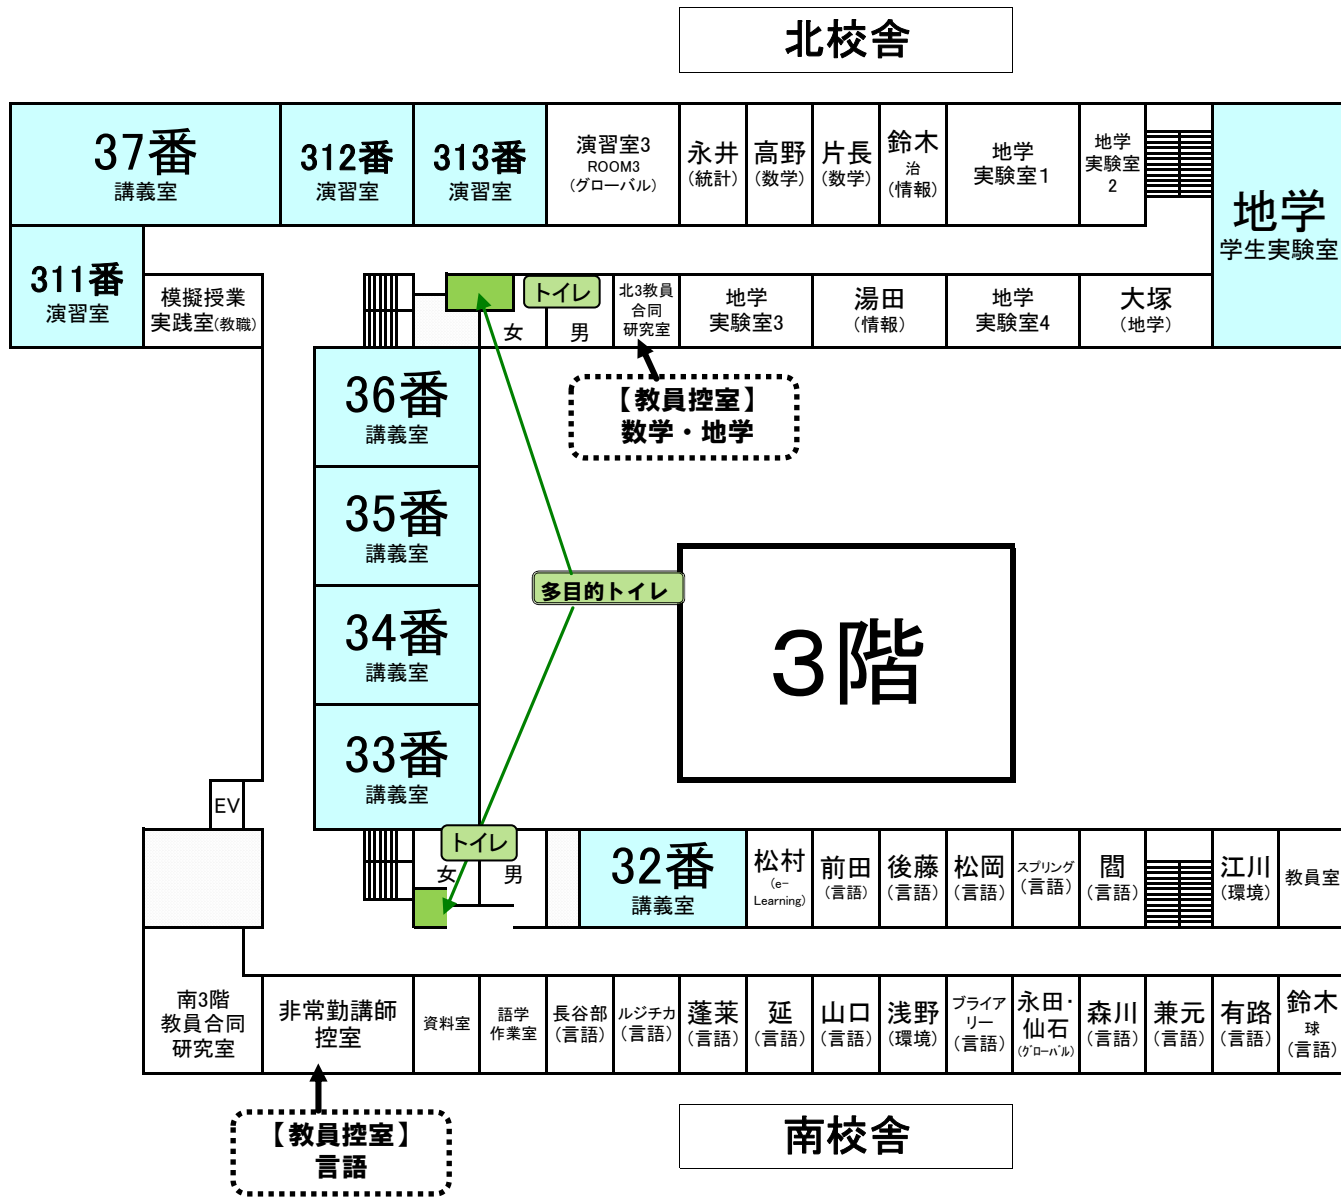 北校舎
37番
講義室
312番
演習室
313番
演習室
演習室3
ROOM3
(グローバル)
永井
(統計)
高野
(数学)
片長
(数学)
鈴木
治
(情報)
地学
実験室1
地学
実験室
2
地学
学生実験室
311番
演習室
模擬授業
実践室(教職)
トイレ
女
男
北3教員
合同
研究室
地学
実験室3
湯田
(情報)
地学
実験室4
大塚
(地学)
【教員控室】
数学・地学
36番
講義室
35番
講義室
34番
講義室
33番
講義室
多目的トイレ
3階
EV
トイレ
女
男
32番
講義室
松村
(e-
Learning)
前田
(言語)
後藤
(言語)
松岡
(言語)
スプリング
(言語)
閻
(言語)
江川
(環境)
教員室
南3階
教員合同
研究室
非常勤講師
控室
資料室
語学
作業室
長谷部
(言語)
ルジチカ
(言語)
蓬莱
(言語)
延
(言語)
山口
(言語)
浅野
(環境)
ブライア
リー
(言語)
永田・
仙石
(グローバル)
森川
(言語)
兼元
(言語)
有路
(言語)
鈴木
球
(言語)
【教員控室】
言語
南校舎